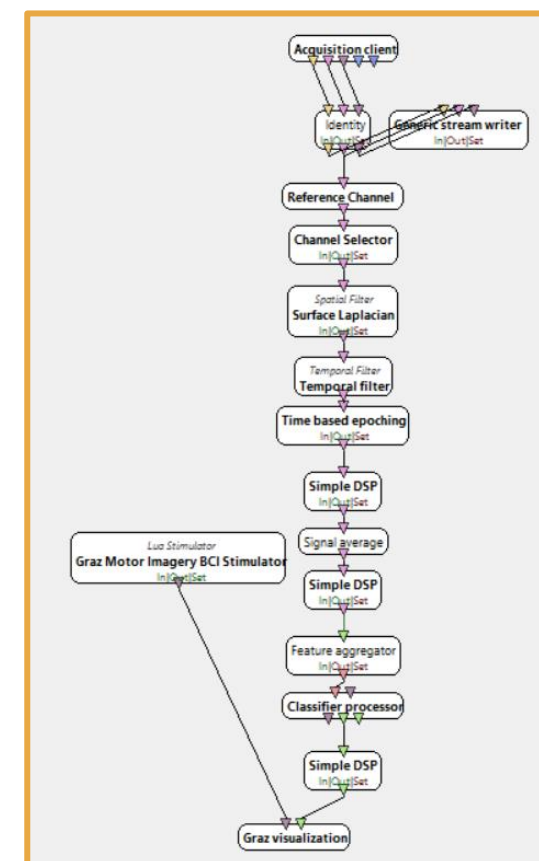 Acquisition client
Identity
In|Out|Set
Generic stream writer
In|Out|Set
Reference Channel
Channel Selector
In|Out|Set
Spatial Filter
Surface Laplacian
In|Out|Set
Temporal Filter
Temporal filter
Time based epoching
In|Out|Set
Simple DSP
In|Out|Set
Signal average
Lua Stimulator
Graz Motor Imagery BCI Stimulator
In|Out|Set
Simple DSP
In|Out|Set
Feature aggregator
In|Out|Set
Classifier processor
Simple DSP
In|Out|Set
Graz visualization